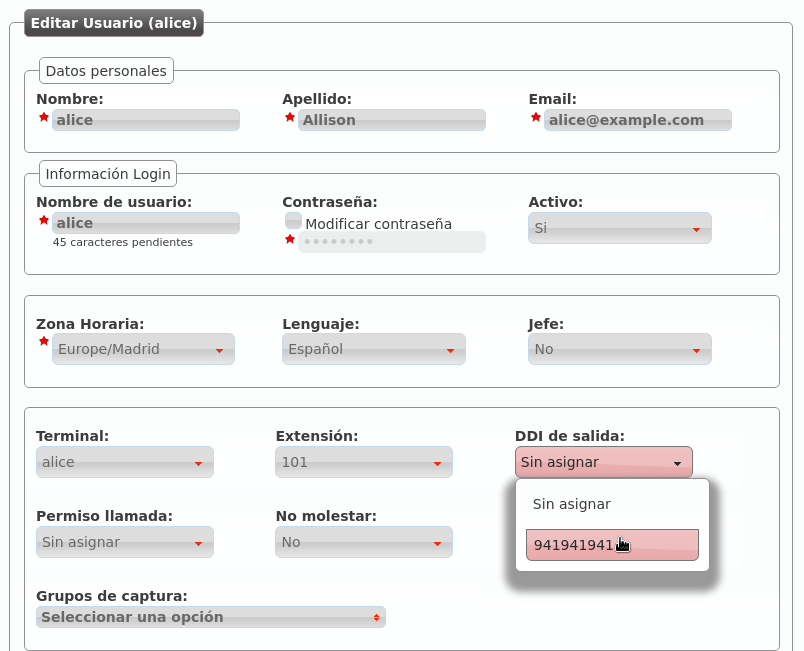 Editar Usuario (alice)
Datos personales
Nombre: Apellido: Email:
alice Allison alice@example.com
Información Login
Nombre de usuario: Contraseña: Activo:
alice Modificar contraseña Si
45 caracteres pendientes
Zona Horaria: Lenguaje: Jefe:
Europe/Madrid Español No
Terminal: Extensión: DDI de salida:
alice 101 Sin asignar
Sin asignar
Permiso llamada: No molestar:
Sin asignar No 941941941
Grupos de captura:
Seleccionar una opción